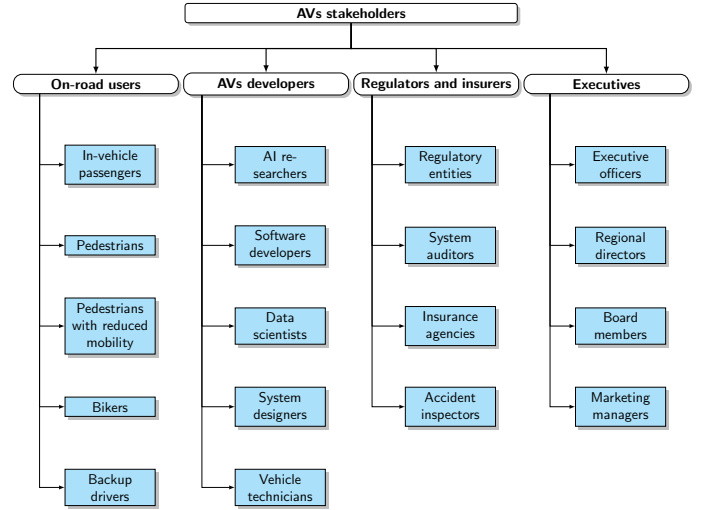 AVs stakeholders
On-road users
AVs developers
Regulators and insurers
Executives
In-vehicle
passengers
AI re-
searchers
Regulatory
entities
Executive
officers
Pedestrians
Software
developers
System
auditors
Regional
directors
Pedestrians
with reduced
mobility
Data
scientists
Insurance
agencies
Board
members
Bikers
System
designers
Accident
inspectors
Marketing
managers
Backup
drivers
Vehicle
technicians